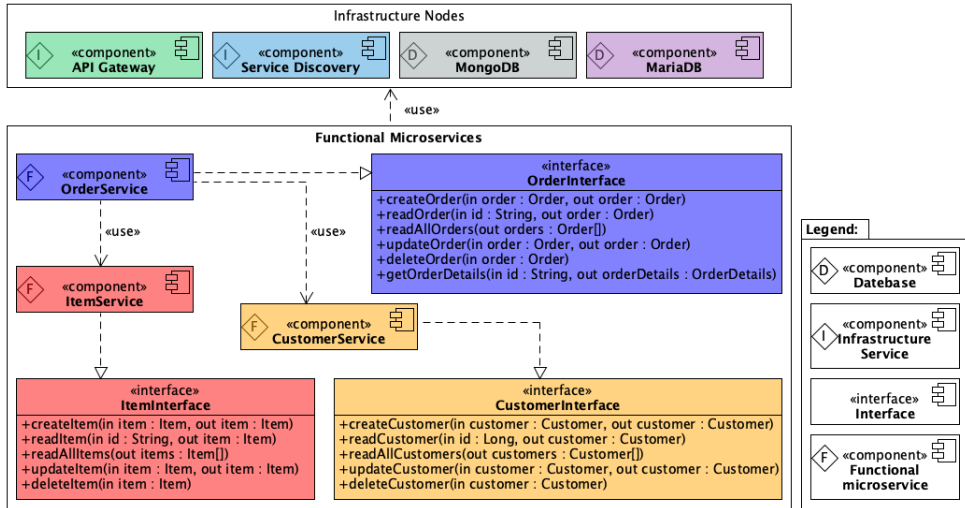 Infrastructure Nodes
I
«component»
API Gateway
I
«component»
Service Discovery
D
«component»
MongoDB
D
«component»
MariaDB
«use»
Functional Microservices
F
«component»
OrderService
«interface»
OrderInterface
+createOrder(in order : Order, out order : Order)
+readOrder(in id : String, out order : Order)
+readAllOrders(out orders : Order[])
+updateOrder(in order : Order, out order : Order)
+deleteOrder(in order : Order)
+getOrderDetails(in id : String, out orderDetails : OrderDetails)
«use»
«use»
F
«component»
ItemService
F
«component»
CustomerService
«interface»
ItemInterface
+createItem(in item : Item, out item : Item)
+readItem(in id : String, out item : Item)
+readAllItems(out items : Item[])
+updateItem(in item : Item, out item : Item)
+deleteItem(in item : Item)
«interface»
CustomerInterface
+createCustomer(in customer : Customer, out customer : Customer)
+readCustomer(in id : Long, out customer : Customer)
+readAllCustomers(out customers : Customer[])
+updateCustomer(in customer : Customer, out customer : Customer)
+deleteCustomer(in customer : Customer)
Legend:
D
«component»
Datebase
I
«component»
Infrastructure
Service
«interface»
Interface
F
«component»
Functional
microservice